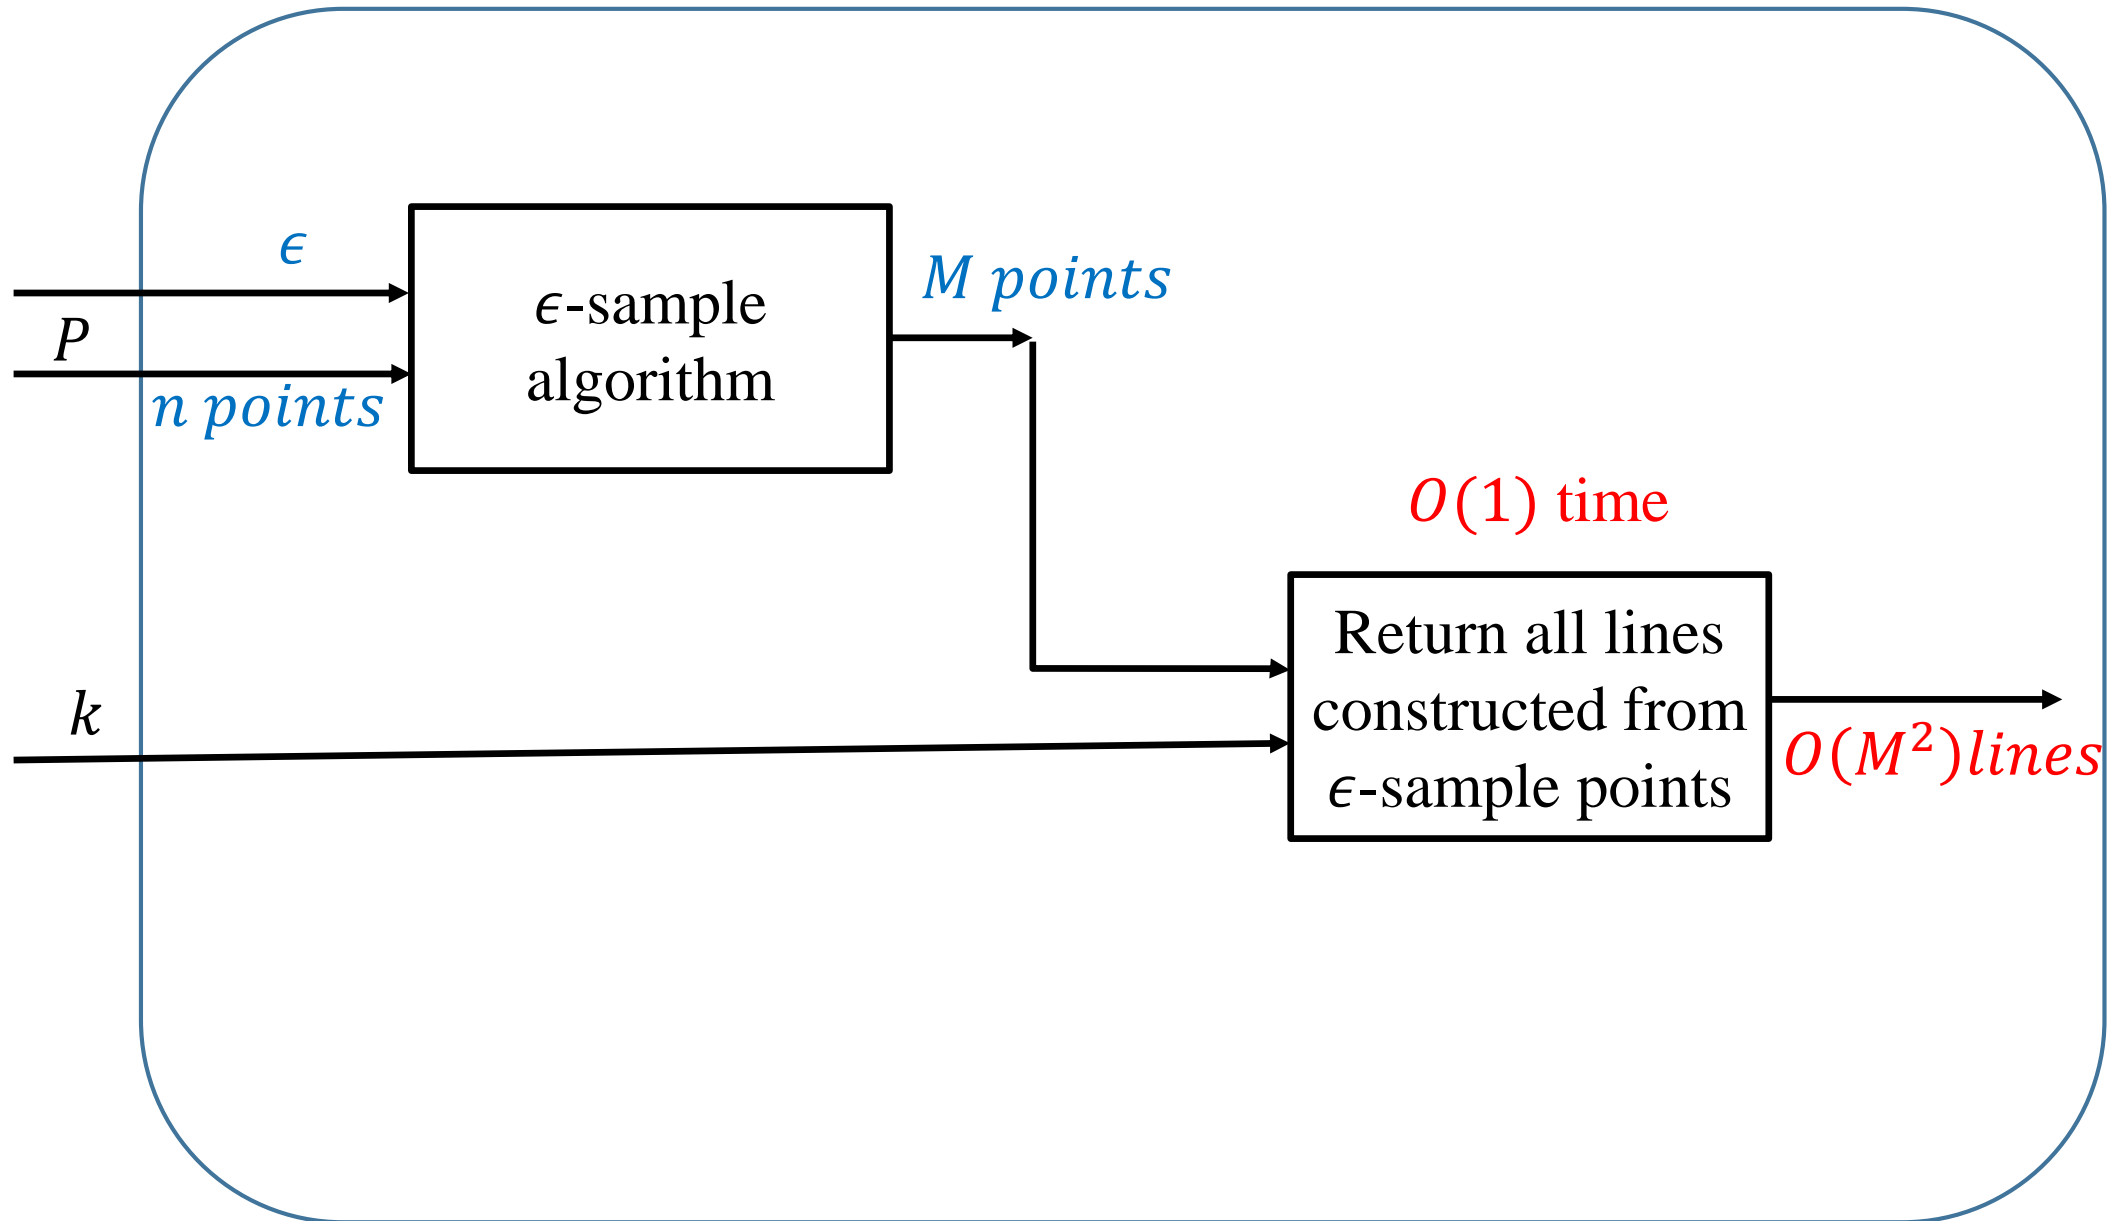 ϵ
P
n points
ϵ-sample
algorithm
M points
k
O(1) time
Return all lines
constructed from
ϵ-sample points
O(M²)lines